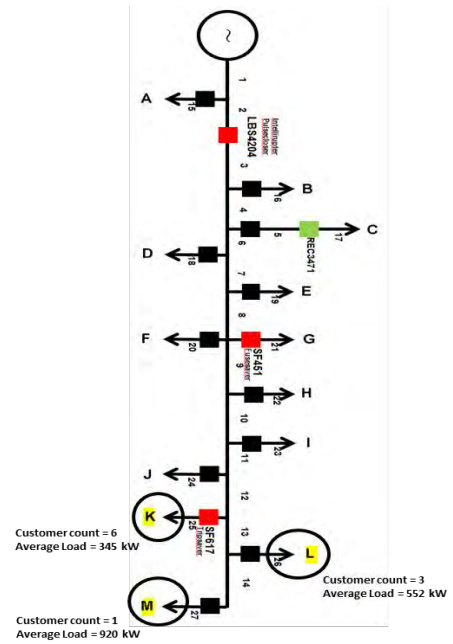 ~
1
A
15
2
LBS4204
Intellirupter
Pulsecloser
3
B
16
4
5
REC3471
17
C
6
D
18
7
E
19
8
F
20
SF451
Fusesaver
21
G
9
H
22
10
I
23
11
J
24
12
K
25
SF617
Tripsaver
Customer count = 6
Average Load = 345 kW
13
L
26
Customer count = 3
Average Load = 552 kW
14
M
27
Customer count = 1
Average Load = 920 kW